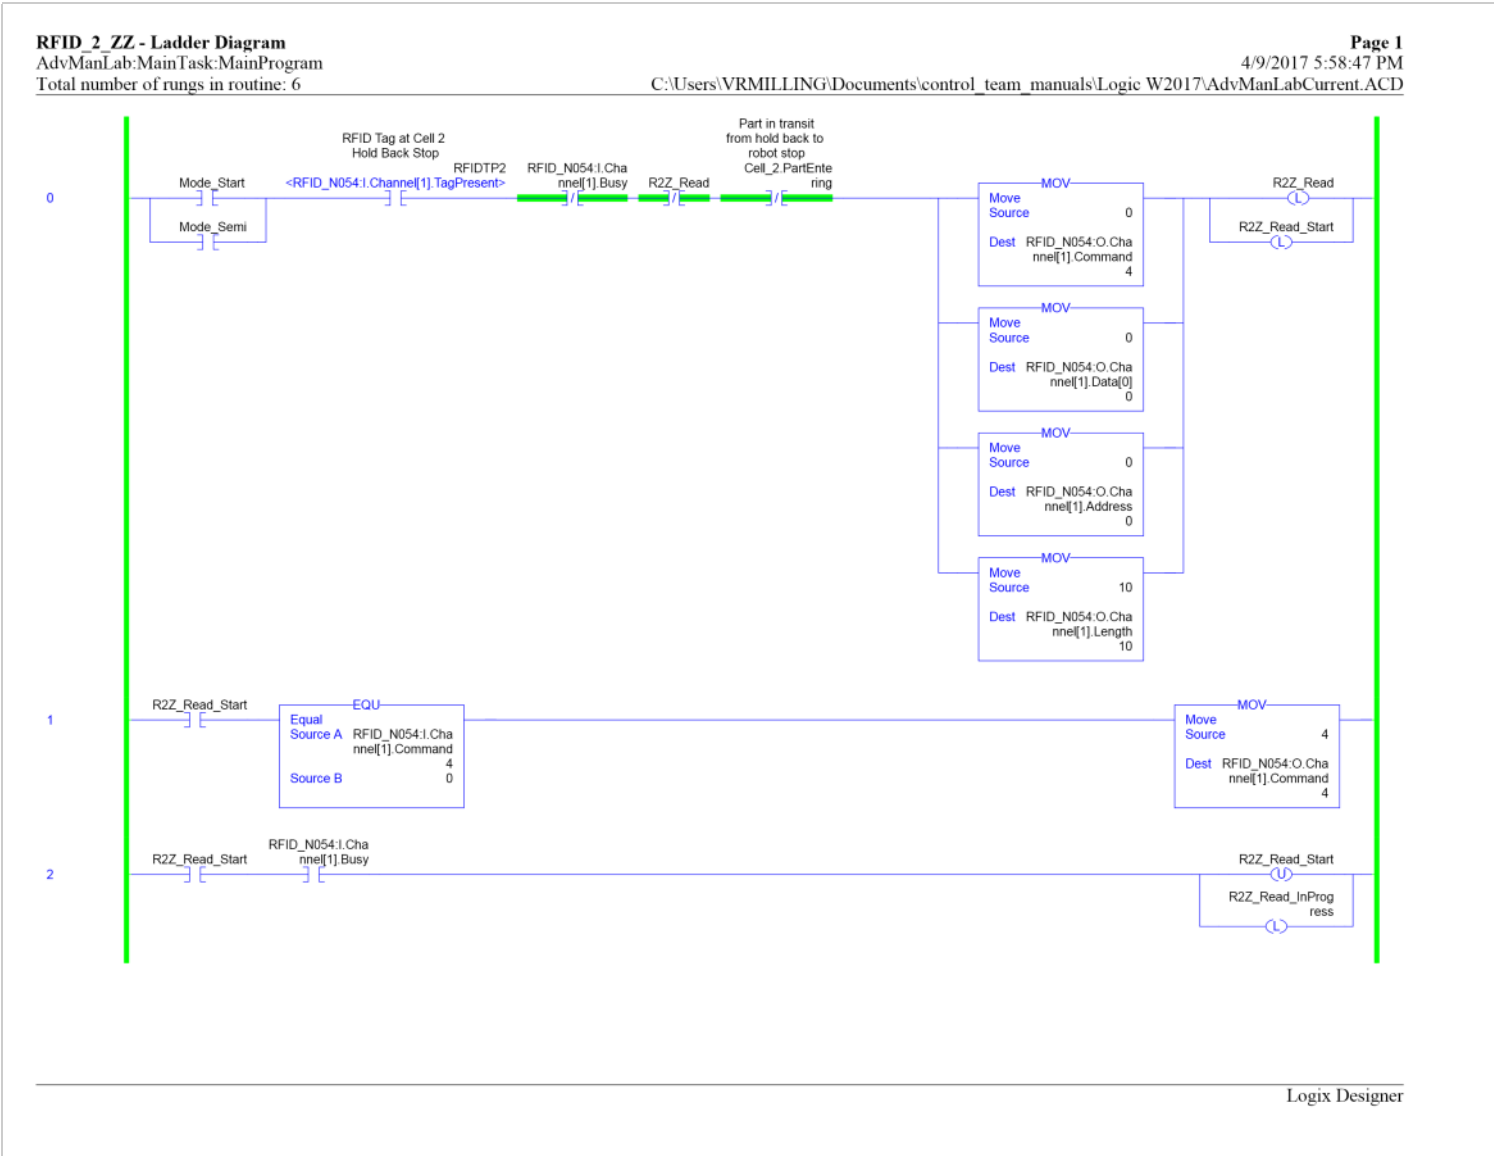 RFID_2_ZZ - Ladder Diagram
Page 1
AdvManLab:MainTask:MainProgram
4/9/2017 5:58:47 PM
Total number of rungs in routine: 6
C:\Users\VRMILLING\Documents\control_team_manuals\Logic W2017\AdvManLabCurrent.ACD
0
Mode_Start
Mode_Semi
RFID Tag at Cell 2
Hold Back Stop
RFIDTP2
<RFID_N054:I.Channel[1].TagPresent>
RFID_N054:I.Cha
nnel[1].Busy
R2Z_Read
Part in transit
from hold back to
robot stop
Cell_2.PartEnte
ring
MOV
Move
Source 0
Dest RFID_N054:O.Cha
nnel[1].Command
4
MOV
Move
Source 0
Dest RFID_N054:O.Cha
nnel[1].Data[0]
0
MOV
Move
Source 0
Dest RFID_N054:O.Cha
nnel[1].Address
0
MOV
Move
Source 10
Dest RFID_N054:O.Cha
nnel[1].Length
10
R2Z_Read
L
R2Z_Read_Start
L
1
R2Z_Read_Start
EQU
Equal
Source A RFID_N054:I.Cha
nnel[1].Command
4
Source B 0
MOV
Move
Source 4
Dest RFID_N054:O.Cha
nnel[1].Command
4
2
R2Z_Read_Start
RFID_N054:I.Cha
nnel[1].Busy
R2Z_Read_Start
U
R2Z_Read_InProg
ress
L
Logix Designer